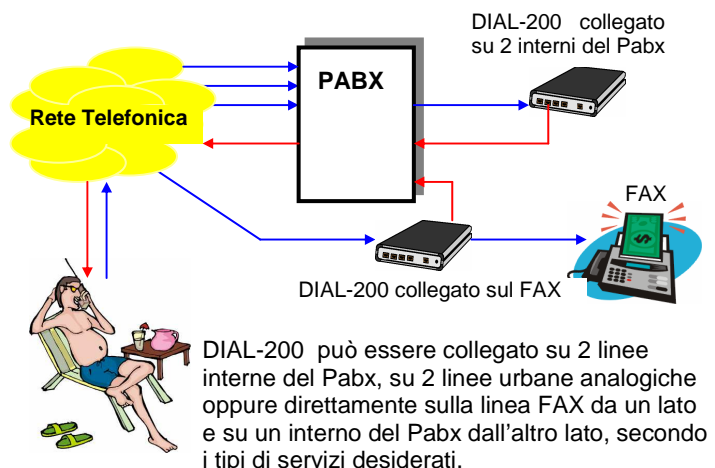 DIAL-200 collegato
su 2 interni del Pabx
PABX
Rete Telefonica
FAX
DIAL-200 collegato sul FAX
DIAL-200 può essere collegato su 2 linee
interne del Pabx, su 2 linee urbane analogiche
oppure direttamente sulla linea FAX da un lato
e su un interno del Pabx dall'altro lato, secondo
i tipi di servizi desiderati.